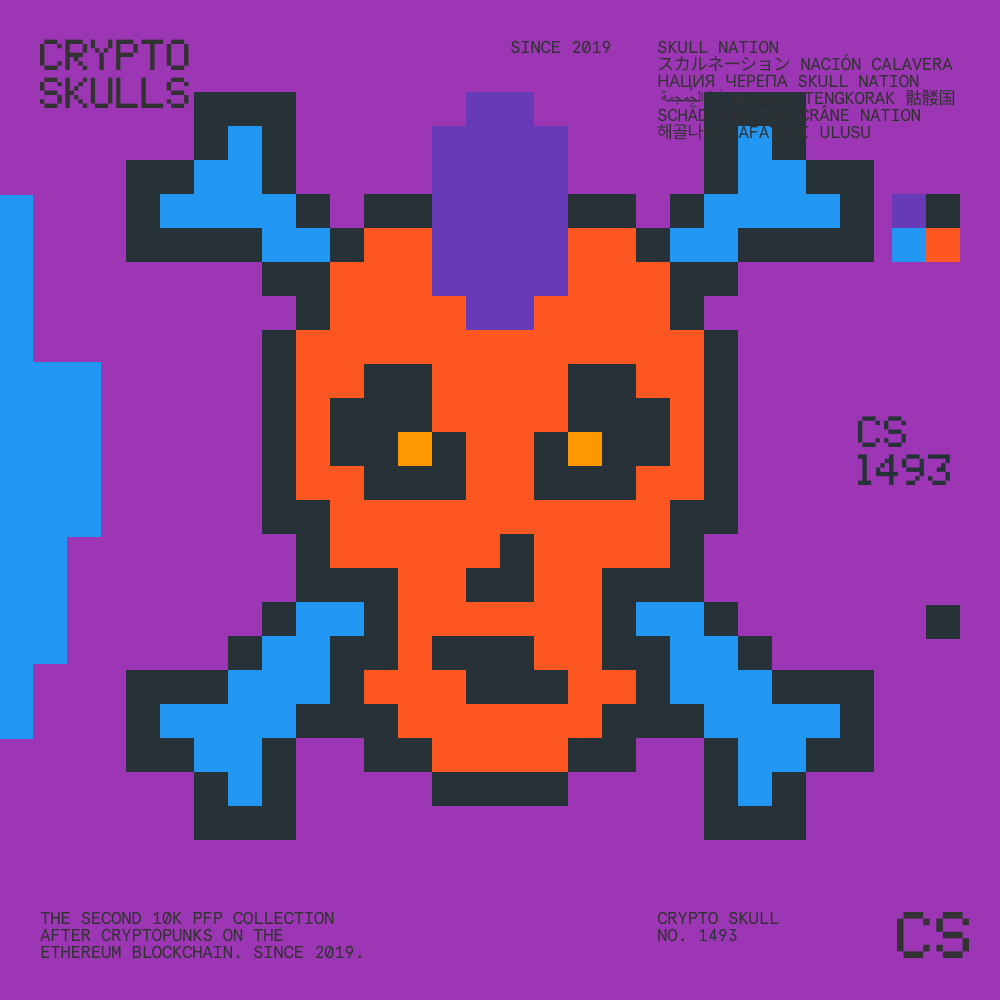 CRYPTO
SKULLS
SINCE 2019
SKULL NATION
スカルネーション NACIÓN CALAVERA
НАЦИЯ ЧЕРЕПА SKULL NATION
TENGKORAK 骷髅国
CRÂNE NATION
해골나 ULUSU
CS
1493
THE SECOND 10K PFP COLLECTION
AFTER CRYPTOPUNKS ON THE
ETHEREUM BLOCKCHAIN. SINCE 2019.
CRYPTO SKULL
NO. 1493
CS